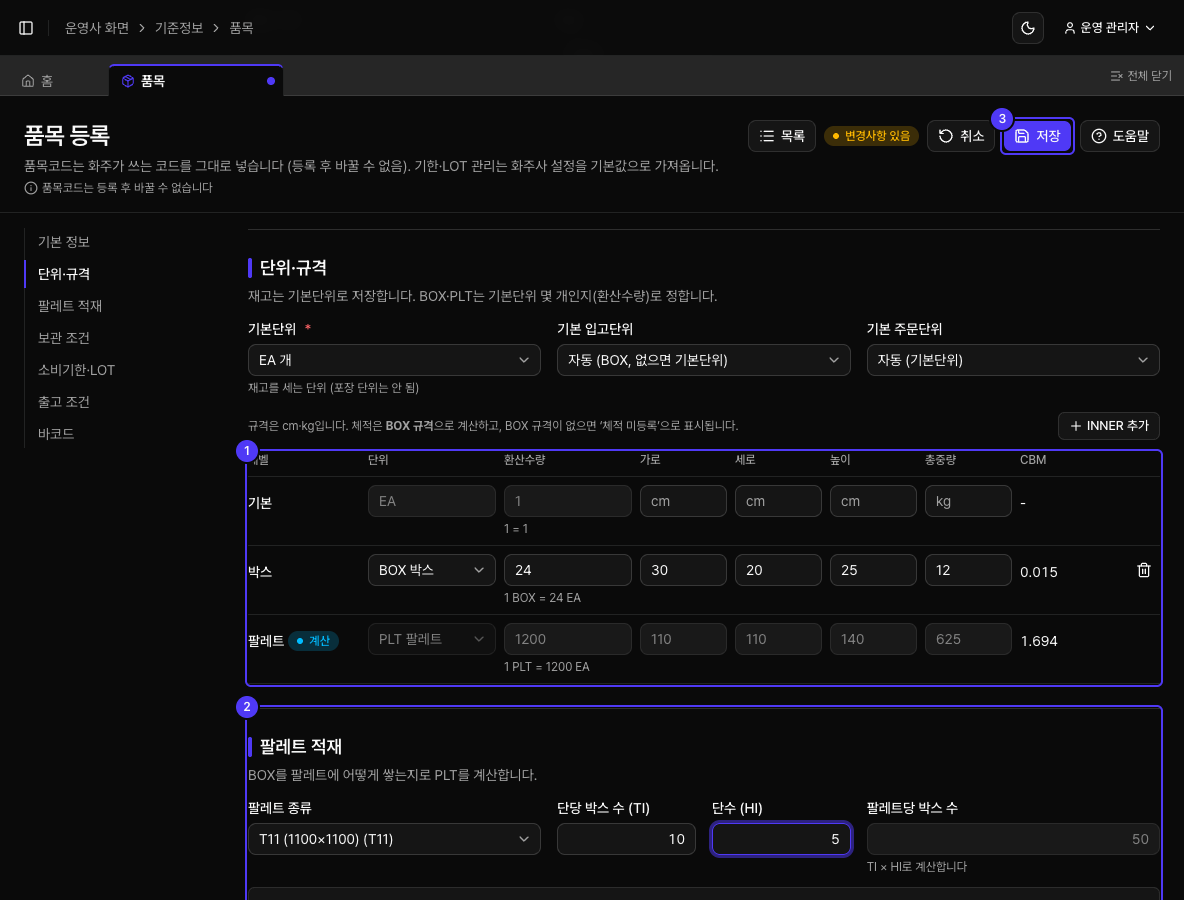 운영사 화면 > 기준정보 > 품목
운영 관리자
홈
품목
전체 닫기
품목 등록
목록
변경사항 있음
취소
3
저장
도움말
품목코드는 화주가 쓰는 코드를 그대로 넣습니다 (등록 후 바꿀 수 없음). 기한·LOT 관리는 화주사 설정을 기본값으로 가져옵니다.
품목코드는 등록 후 바꿀 수 없습니다
기본 정보
단위·규격
팔레트 적재
보관 조건
소비기한·LOT
출고 조건
바코드
단위·규격
재고는 기본단위로 저장합니다. BOX·PLT는 기본단위 몇 개인지(환산수량)로 정합니다.
기본단위 * 기본 입고단위 기본 주문단위
EA 개 자동 (BOX, 없으면 기본단위) 자동 (기본단위)
재고를 세는 단위 (포장 단위는 안 됨)
규격은 cm·kg입니다. 체적은 BOX 규격으로 계산하고, BOX 규격이 없으면 '체적 미등록'으로 표시됩니다.
+ INNER 추가
1
단위 환산수량 가로 세로 높이 총중량 CBM
기본 EA 1 cm cm cm kg -
1 = 1
박스 BOX 박스 24 30 20 25 12 0.015
1 BOX = 24 EA
팔레트 계산 PLT 팔레트 1200 110 110 140 625 1.694
1 PLT = 1200 EA
2
팔레트 적재
BOX를 팔레트에 어떻게 쌓는지로 PLT를 계산합니다.
팔레트 종류 단당 박스 수 (TI) 단수 (HI) 팔레트당 박스 수
T11 (1100×1100) (T11) 10 5 50
TI × HI로 계산합니다